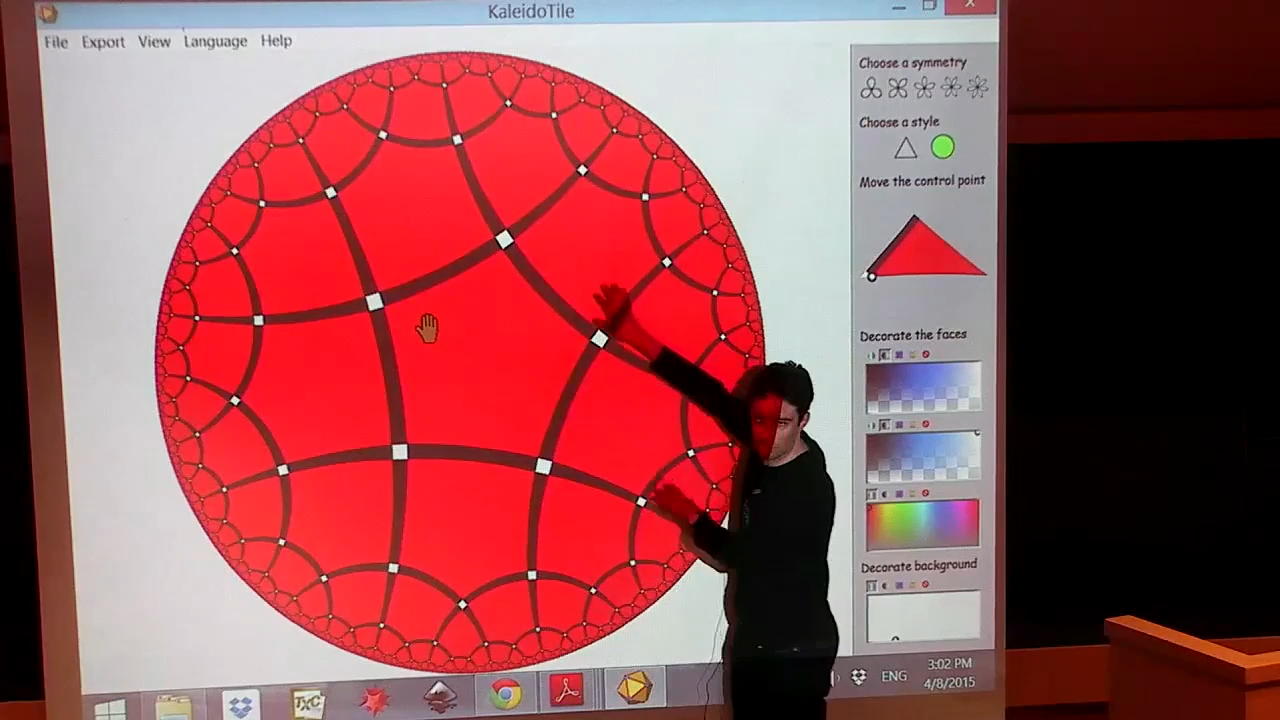 KaleidoTile
File Export View Language Help
Choose a symmetry
Choose a style
Move the control point
Decorate the faces
Decorate background
TXC
ENG
3:02 PM
4/8/2015